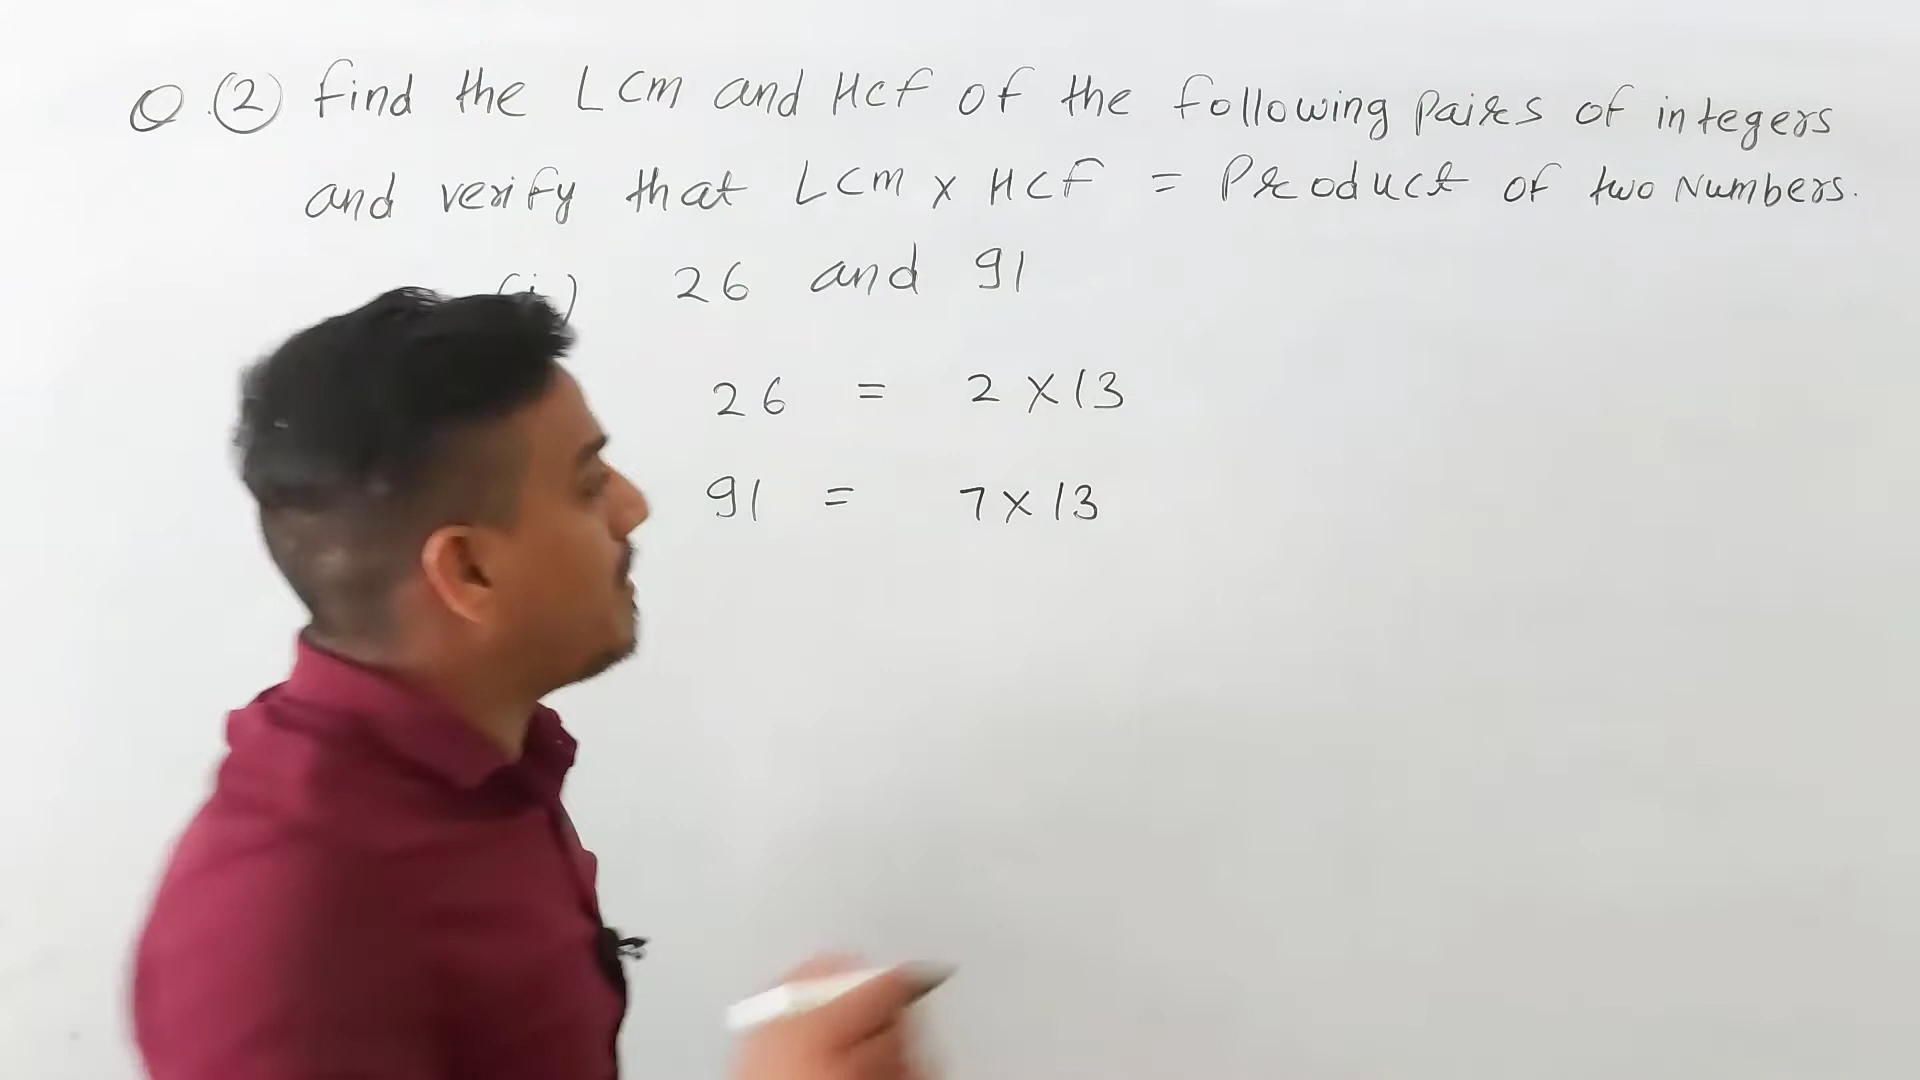 Q.(2) find the LCm and HCf of the following Pairs of integers
and verify that LCm x HCF = Product of two Numbers.
(i) 26 and 91
26 = 2 X 13
91 = 7 X 13